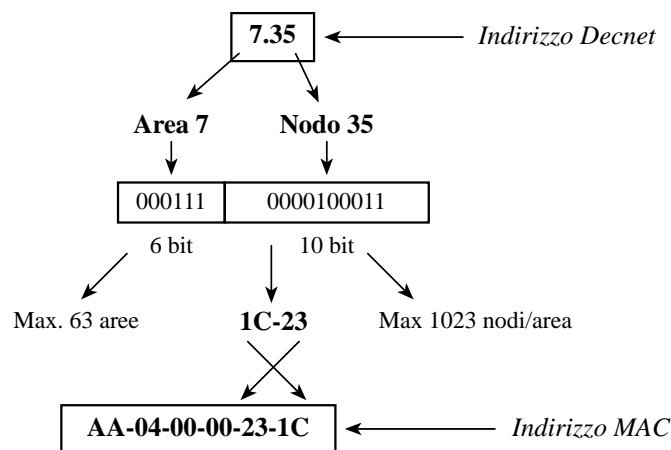 7.35
Indirizzo Decnet
Area 7
Nodo 35
000111
0000100011
6 bit
10 bit
Max. 63 aree
1C-23
Max 1023 nodi/area
AA-04-00-00-23-1C
Indirizzo MAC